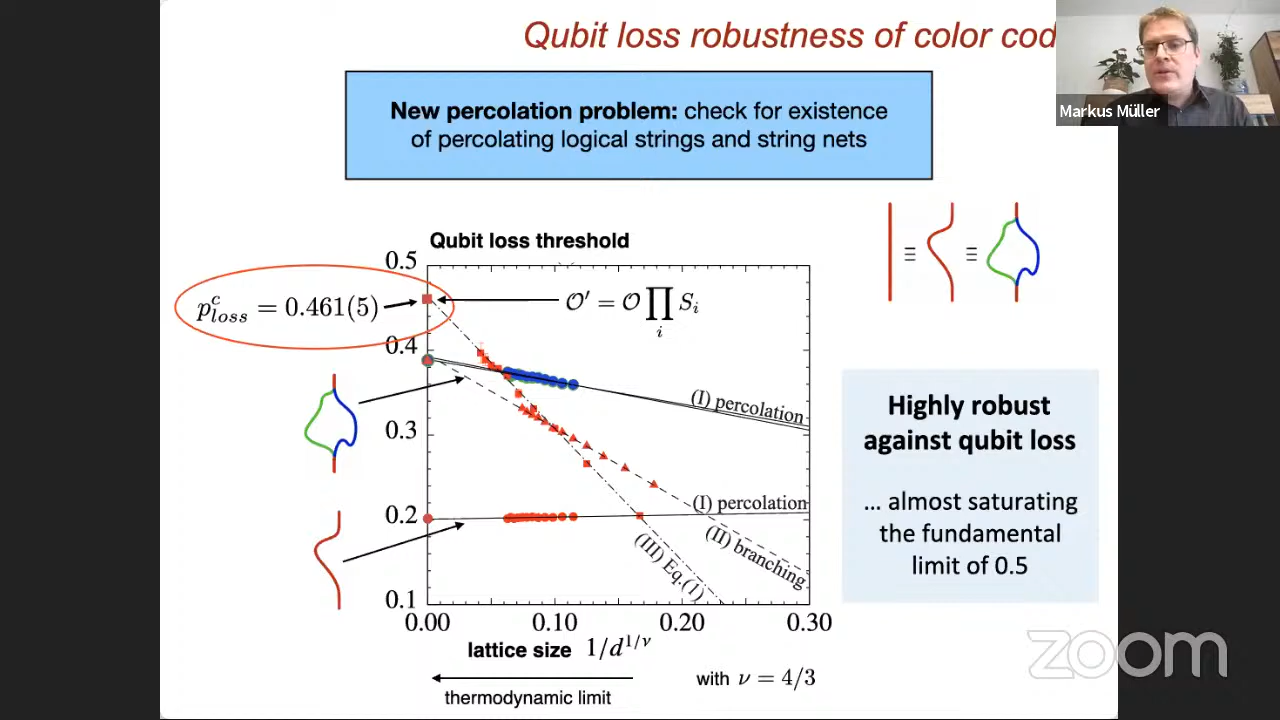 Qubit loss robustness of color cod
Markus Müller
New percolation problem: check for existence
of percolating logical strings and string nets
Qubit loss threshold
0.5
p^c_{loss} = 0.461(5)
O' = O ∏_i S_i
≡ ≡
0.4
(I) percolation
0.3
(I) percolation
0.2
(II) branching
(III) Eq.(1)
0.1
0.00 0.10 0.20 0.30
lattice size 1/d^{1/ν}
with ν = 4/3
thermodynamic limit
Highly robust
against qubit loss
... almost saturating
the fundamental
limit of 0.5
zoom